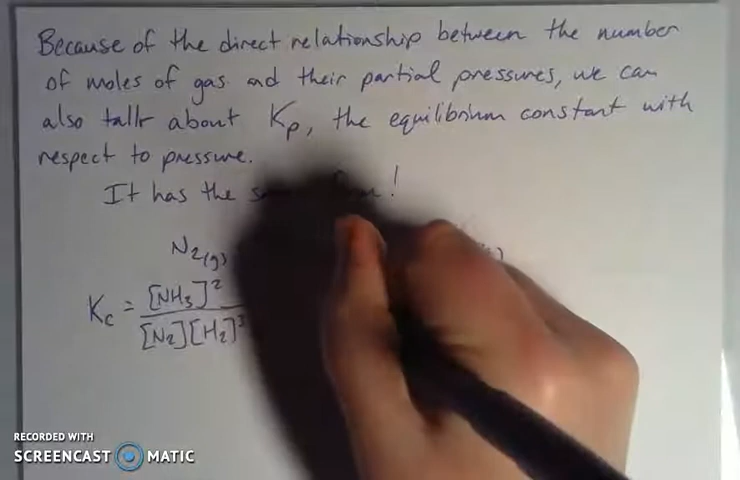 Because of the direct relationship between the number
of moles of gas and their partial pressures, we can
also talk about Kp, the equilibrium constant with
respect to pressure.
It has the !
N2(g)
Kc = [NH3]²
[N2][H2]³
RECORDED WITH
SCREENCAST MATIC